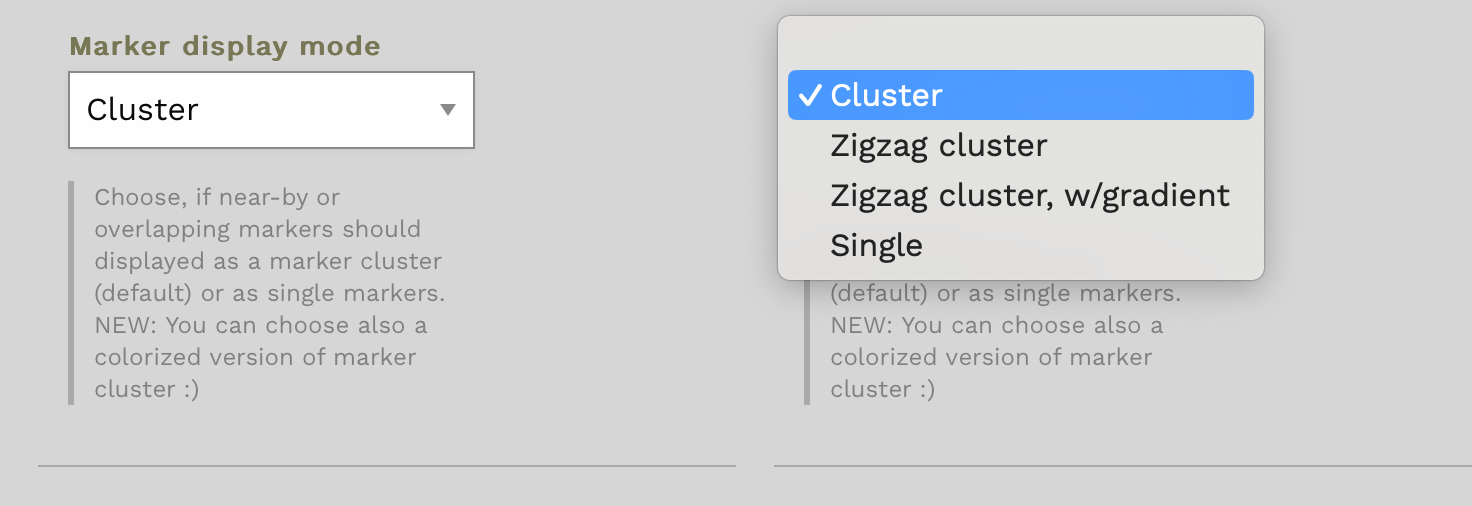 Marker display mode
Cluster
Choose, if near-by or
overlapping markers should
displayed as a marker cluster
(default) or as single markers.
NEW: You can choose also a
colorized version of marker
cluster :)
Cluster
Zigzag cluster
Zigzag cluster, w/gradient
Single
(default) or as single markers.
NEW: You can choose also a
colorized version of marker
cluster :)